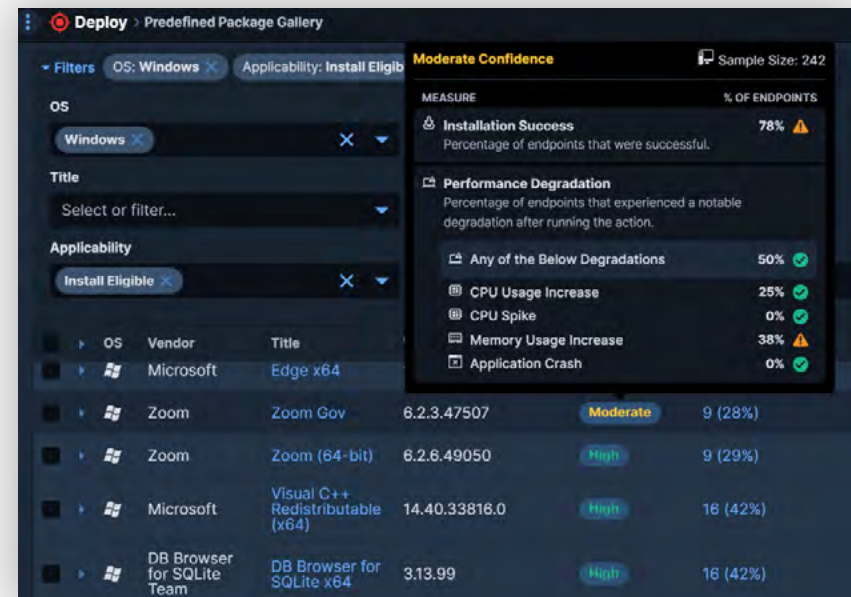 Deploy > Predefined Package Gallery
Filters OS: Windows × Applicability: Install Eligib
OS
Windows ×
Title
Select or filter...
Applicability
Install Eligible ×
Moderate Confidence Sample Size: 242
MEASURE % OF ENDPOINTS
Installation Success 78%
Percentage of endpoints that were successful.
Performance Degradation
Percentage of endpoints that experienced a notable
degradation after running the action.
Any of the Below Degradations 50%
CPU Usage Increase 25%
CPU Spike 0%
Memory Usage Increase 38%
Application Crash 0%
OS Vendor Title
Microsoft Edge x64
Zoom Zoom Gov 6.2.3.47507 Moderate 9 (28%)
Zoom Zoom (64-bit) 6.2.6.49050 High 9 (29%)
Microsoft Visual C++
Redistributable
(x64) 14.40.33816.0 High 16 (42%)
DB Browser
for SQLite
Team DB Browser for
SQLite x64 3.13.99 High 16 (42%)